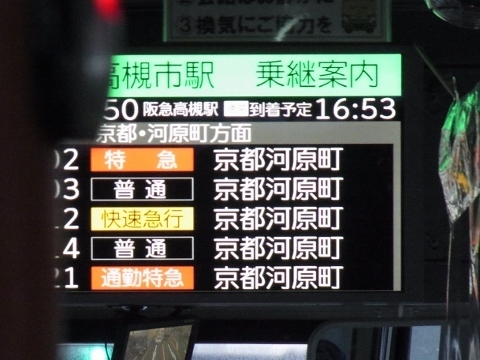 ③換気にご協力を
高槻市駅 乗継案内
50 阪急高槻駅 到着予定 16:53
京都・河原町方面
02 特急 京都河原町
03 普通 京都河原町
12 快速急行 京都河原町
14 普通 京都河原町
21 通勤特急 京都河原町